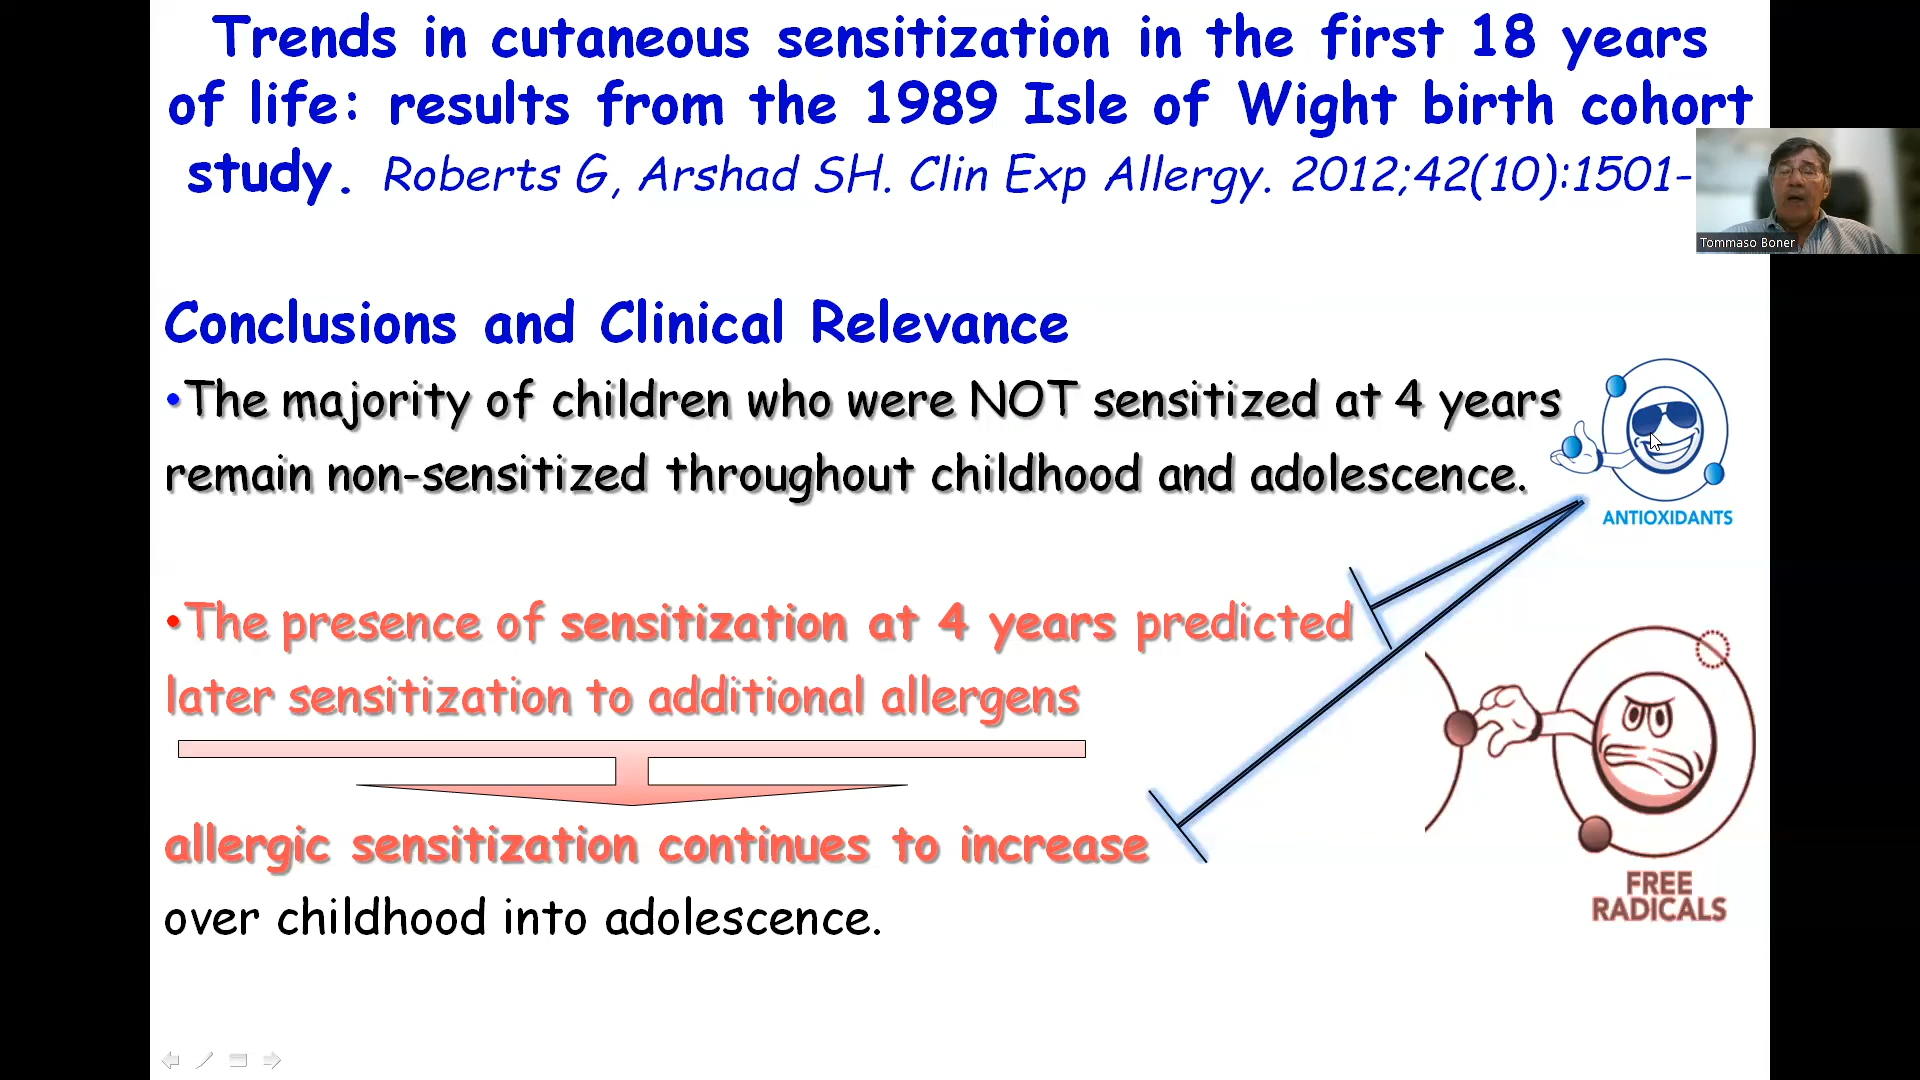 Trends in cutaneous sensitization in the first 18 years
of life: results from the 1989 Isle of Wight birth cohort
study. Roberts G, Arshad SH. Clin Exp Allergy. 2012;42(10):1501-
Tommaso Boner
Conclusions and Clinical Relevance
•The majority of children who were NOT sensitized at 4 years
remain non-sensitized throughout childhood and adolescence.
ANTIOXIDANTS
•The presence of sensitization at 4 years predicted
later sensitization to additional allergens
allergic sensitization continues to increase
over childhood into adolescence.
FREE
RADICALS